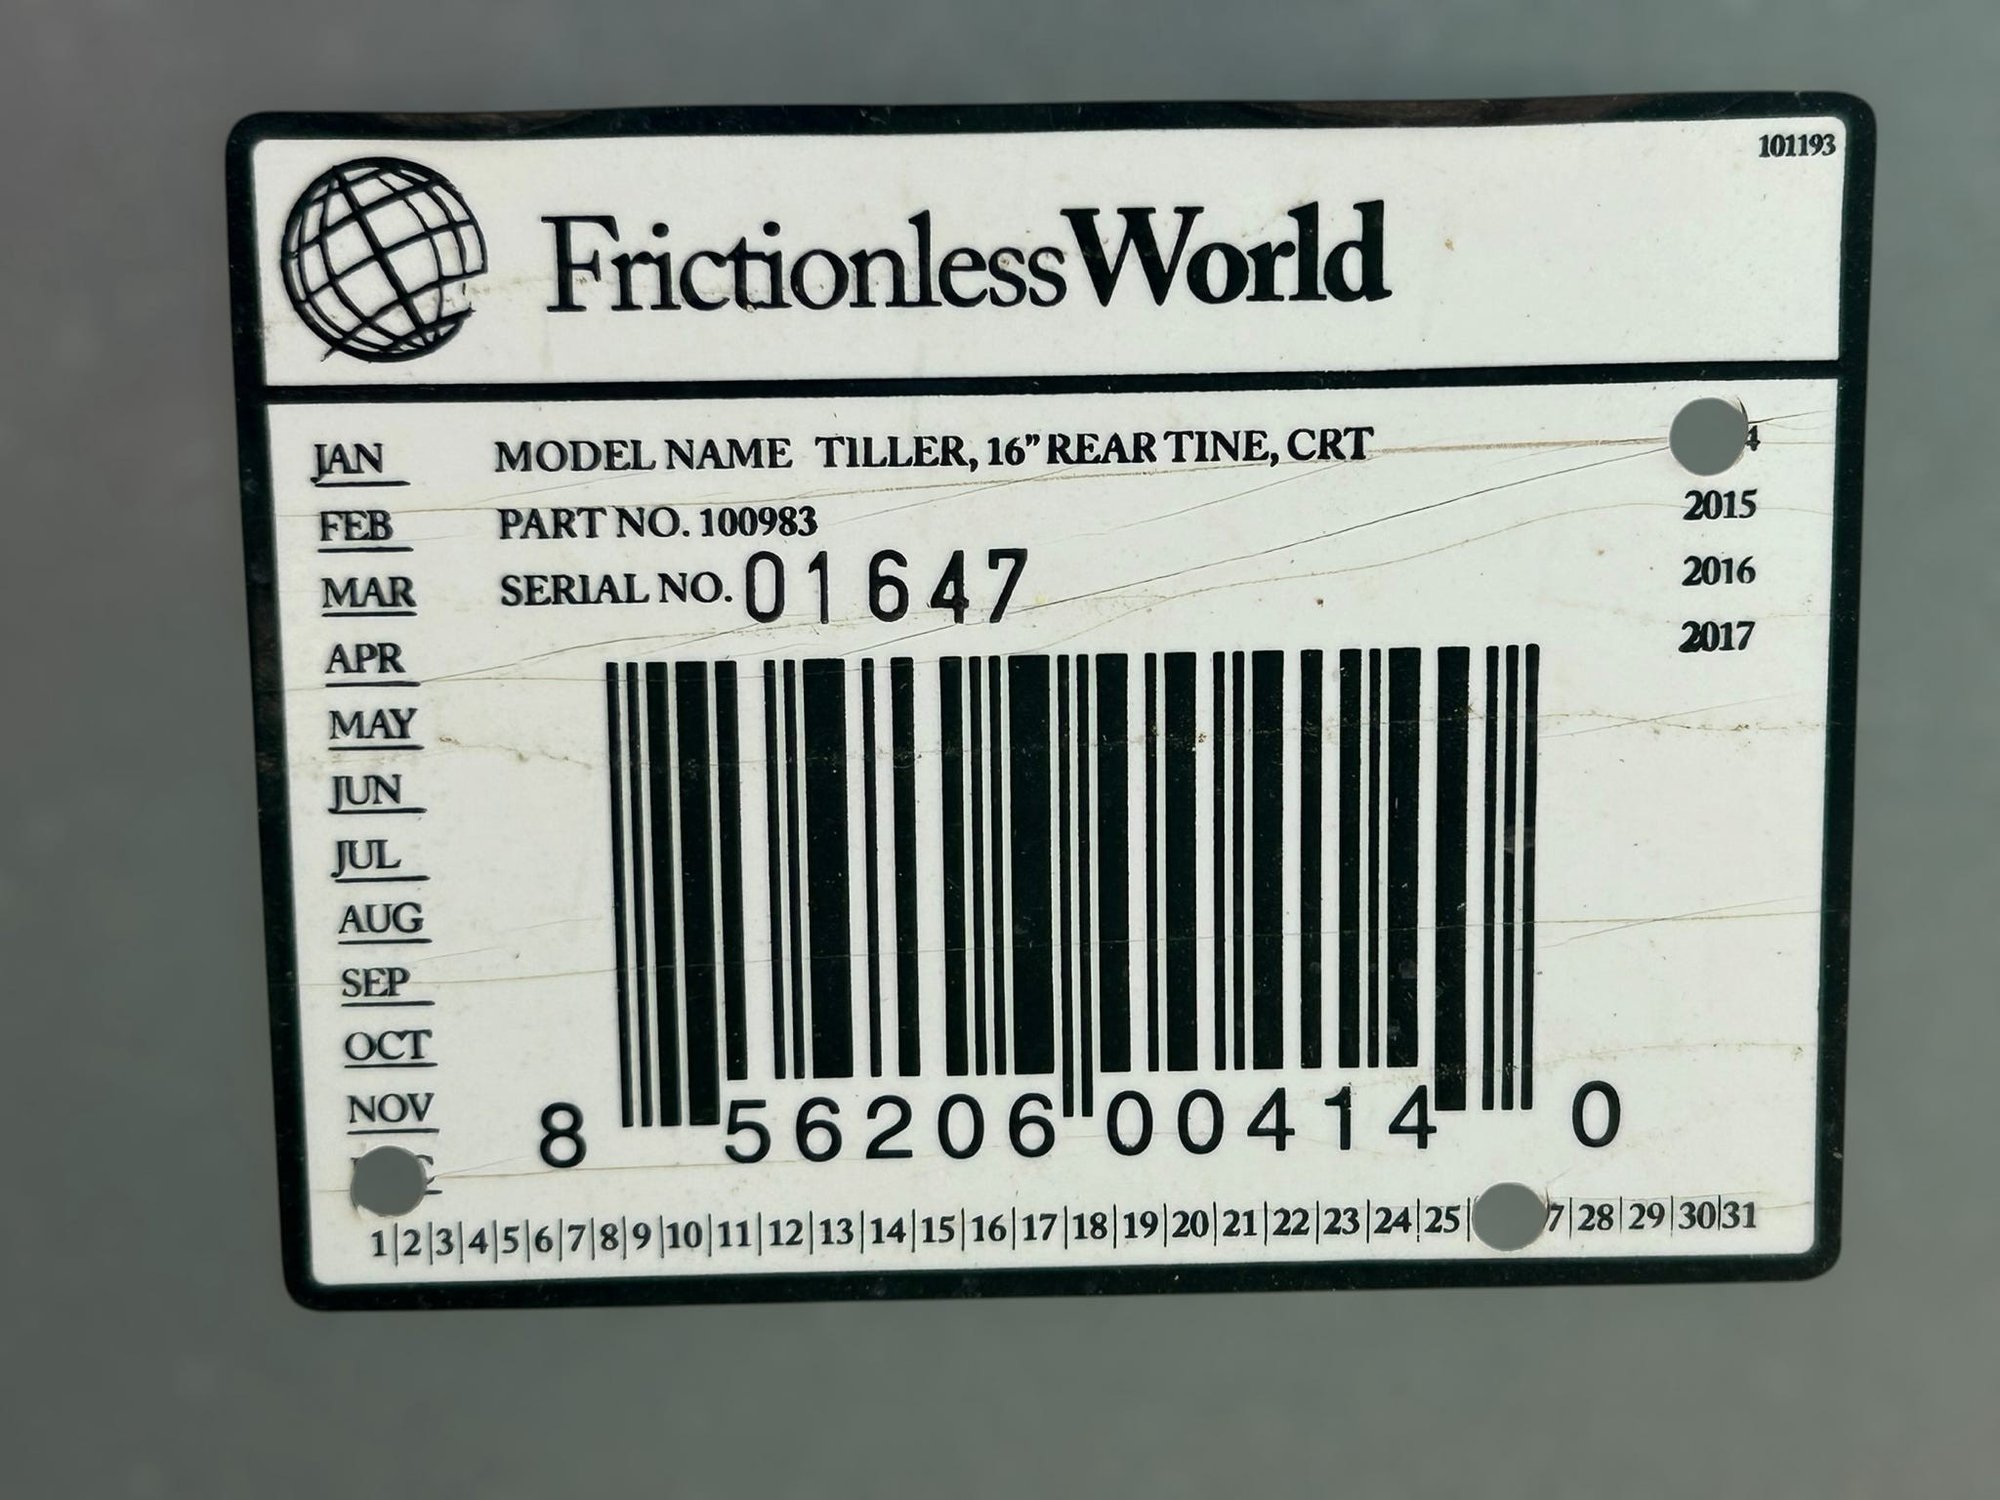 101193
FrictionlessWorld
JAN
FEB
MAR
APR
MAY
JUN
JUL
AUG
SEP
OCT
NOV
MODEL NAME TILLER, 16” REAR TINE, CRT
PART NO. 100983
SERIAL NO. 01647
2015
2016
2017
8 56206 00414 0
1|2|3|4|5|6|7|8|9|10|11|12|13|14|15|16|17|18|19|20|21|22|23|24|25| |28|29|30|31